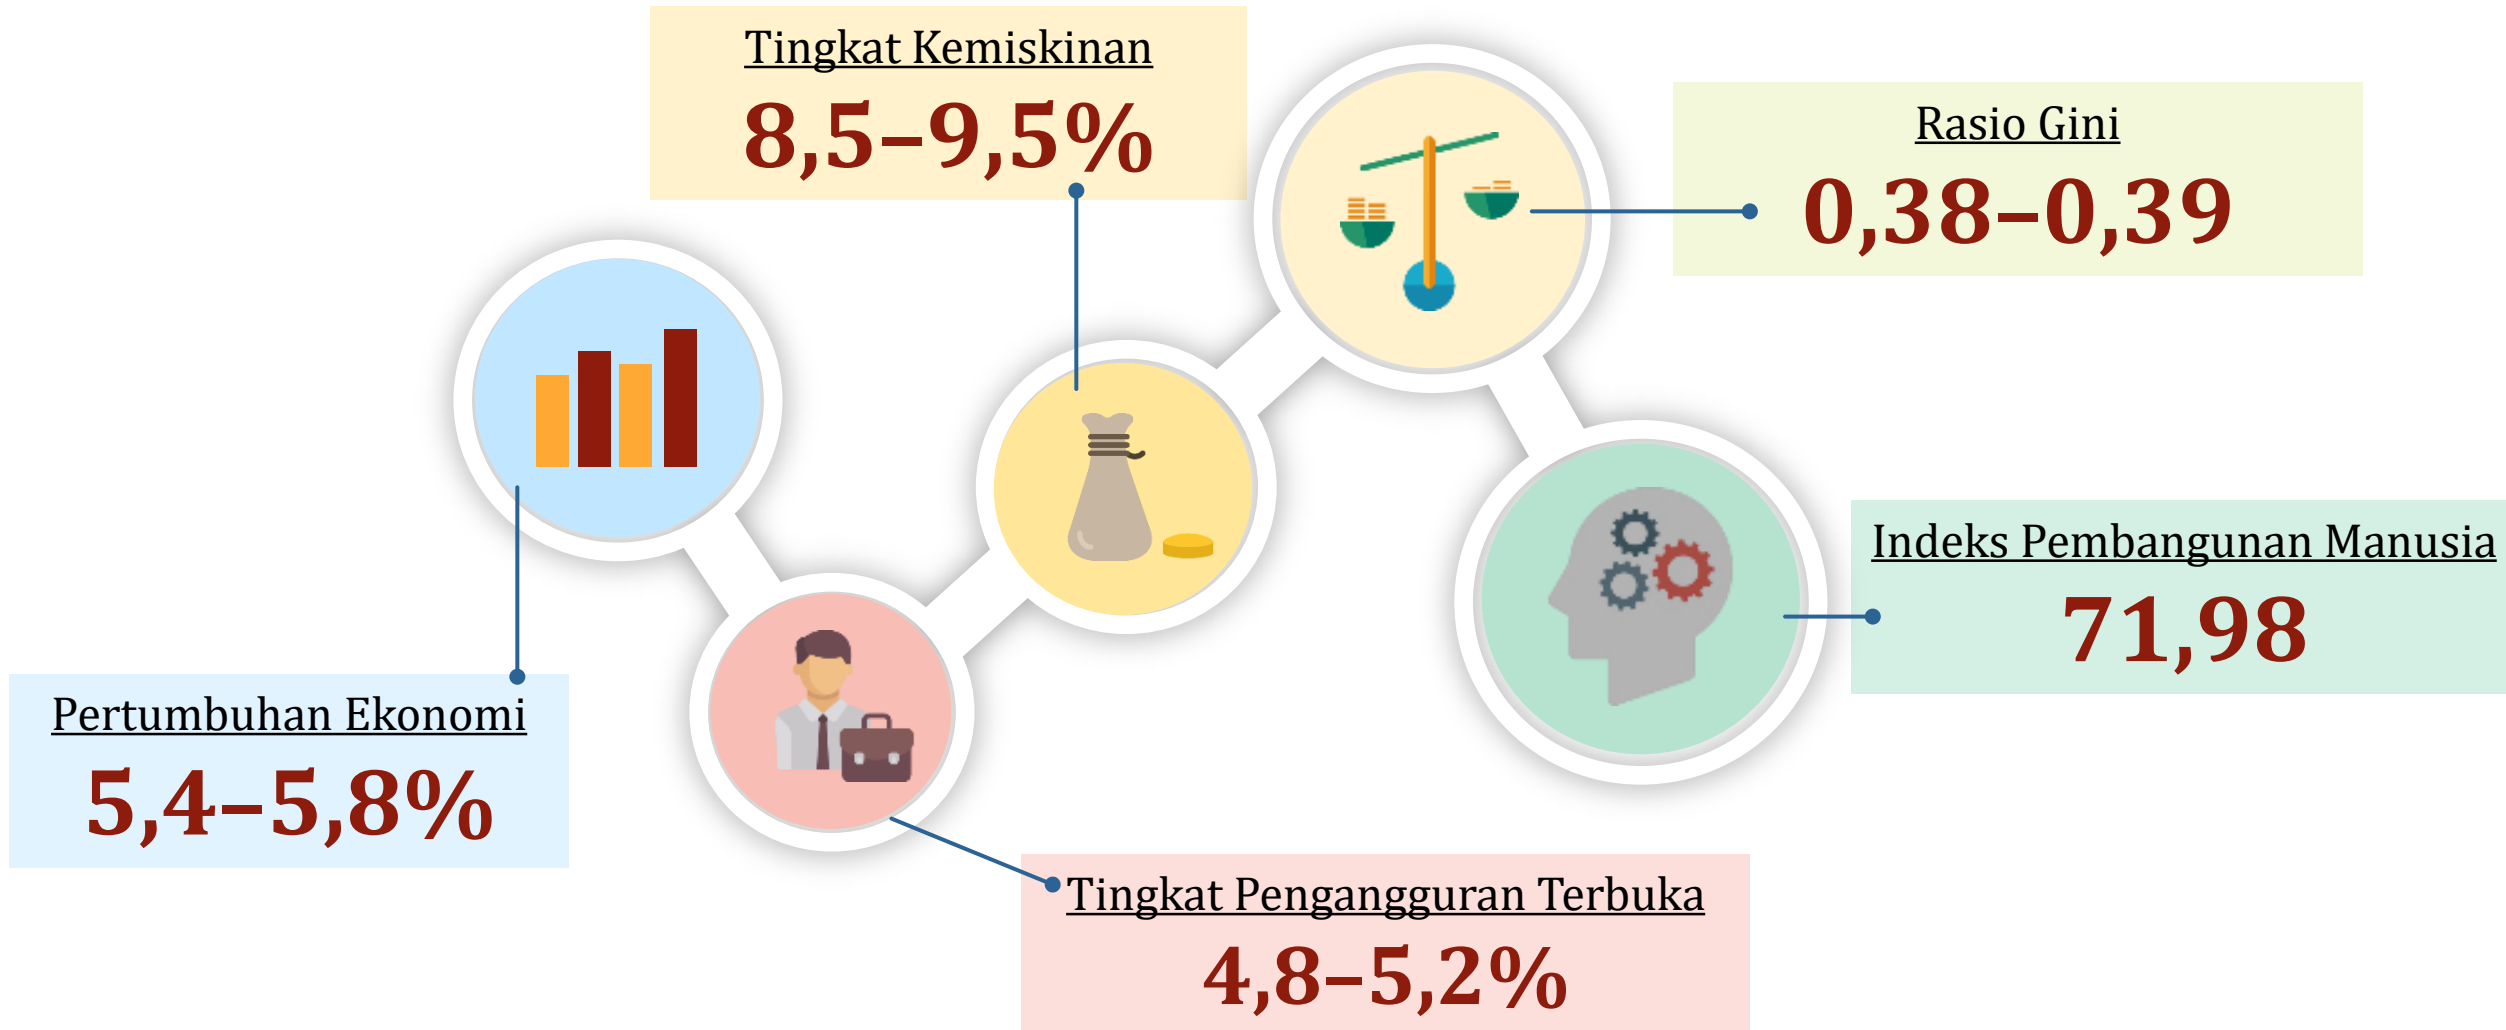 Tingkat Kemiskinan
8,5–9,5%
Rasio Gini
0,38–0,39
Indeks Pembangunan Manusia
71,98
Pertumbuhan Ekonomi
5,4–5,8%
Tingkat Pengangguran Terbuka
4,8–5,2%